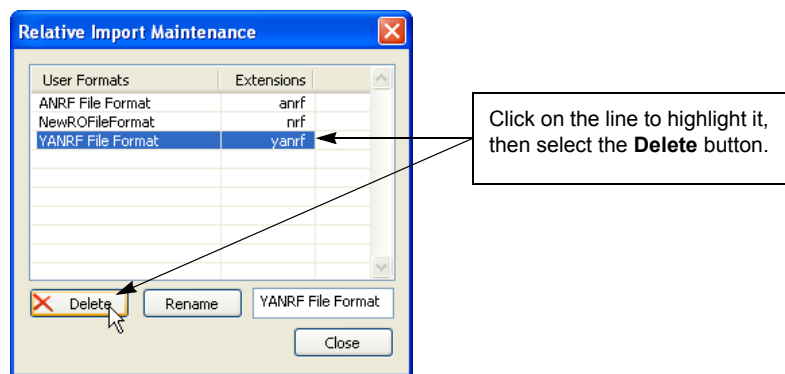 Relative Import Maintenance
User Formats Extensions
ANRF File Format anrf
NewROFileFormat nrf
YANRF File Format yanrf
Delete Rename YANRF File Format
Close
Click on the line to highlight it,
then select the Delete button.